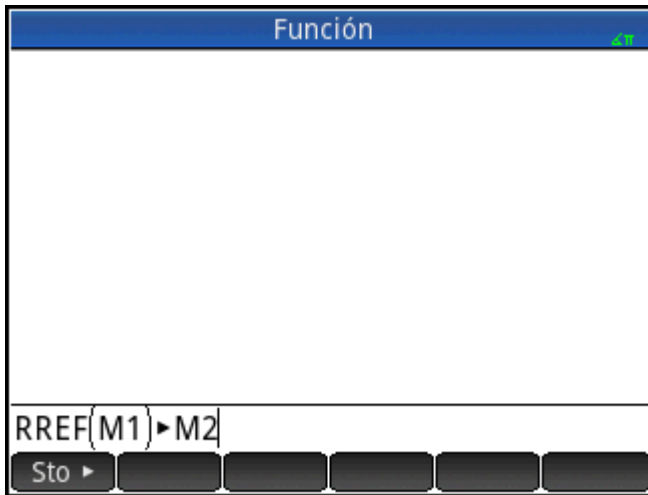 Función
∠π
RREF(M1)▶M2
Sto ▶